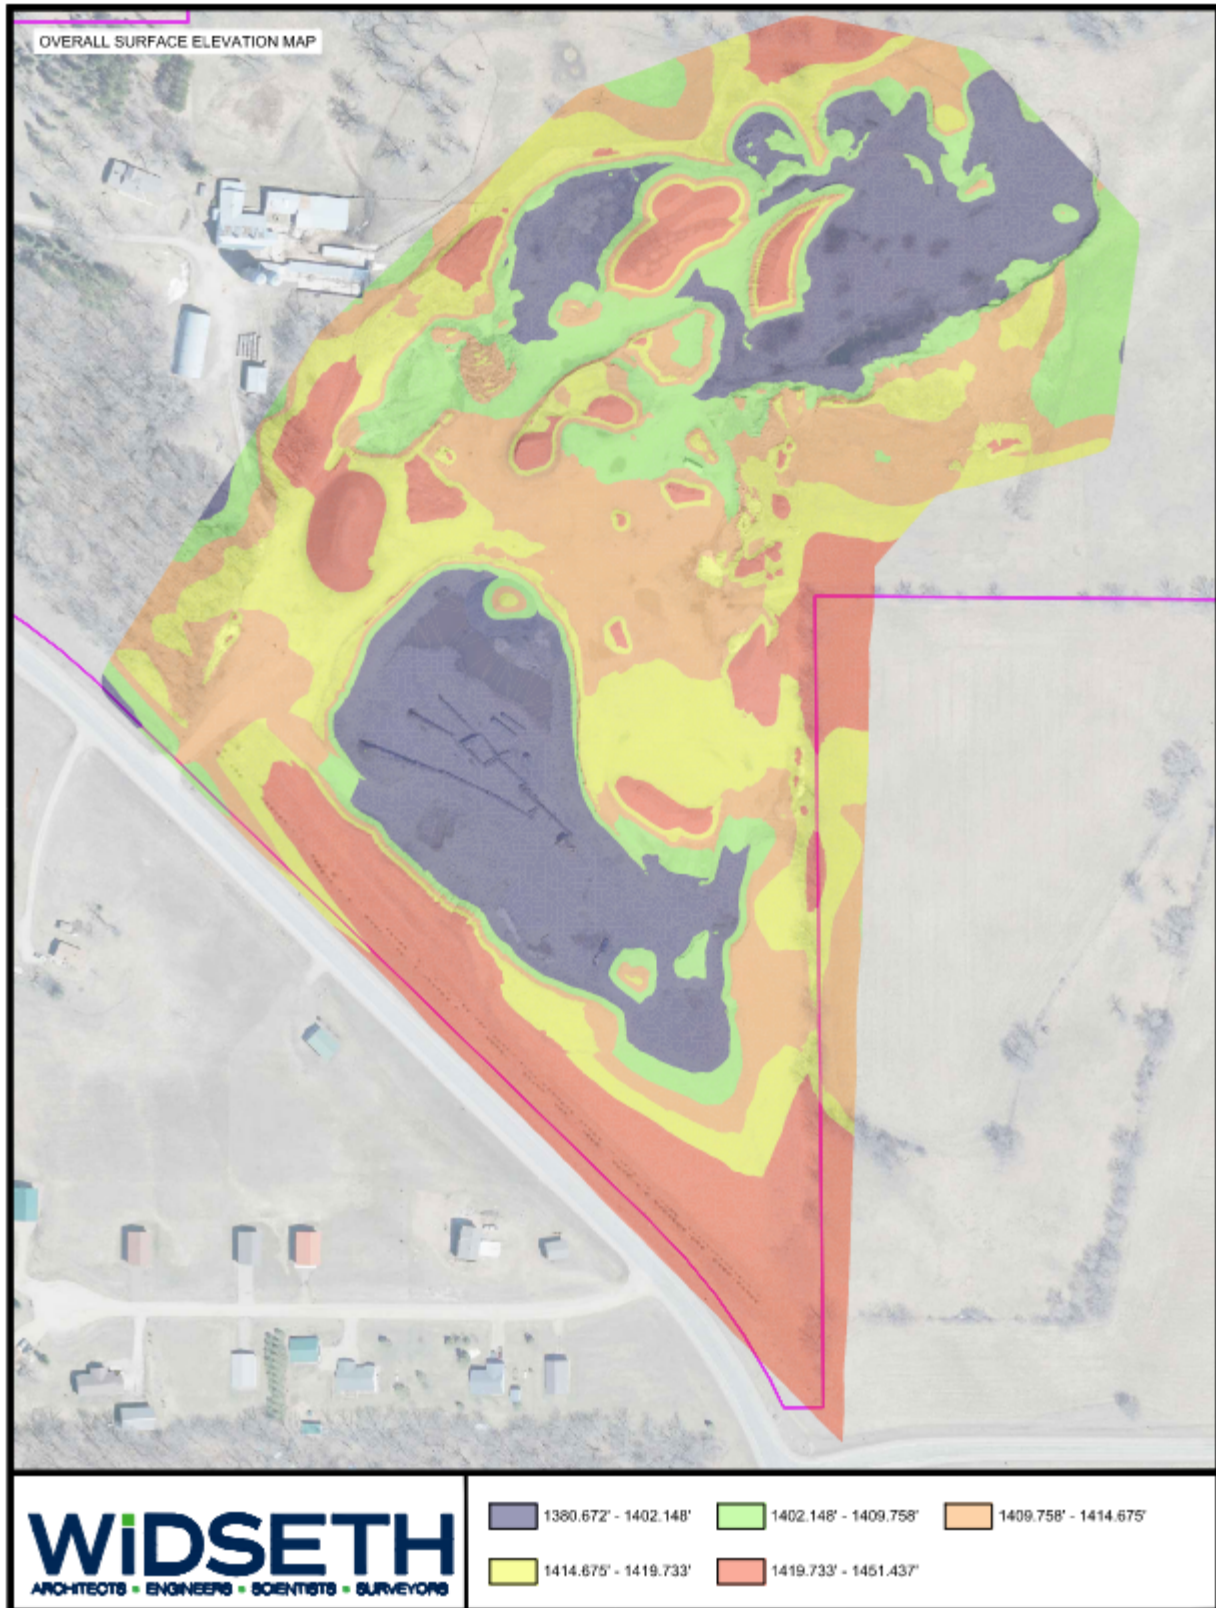 OVERALL SURFACE ELEVATION MAP
WiDSETH
ARCHITECTS ▪ ENGINEERS ▪ SCIENTISTS ▪ SURVEYORS
1380.672' - 1402.148' 1402.148' - 1409.758' 1409.758' - 1414.675'
1414.675' - 1419.733' 1419.733' - 1451.437'